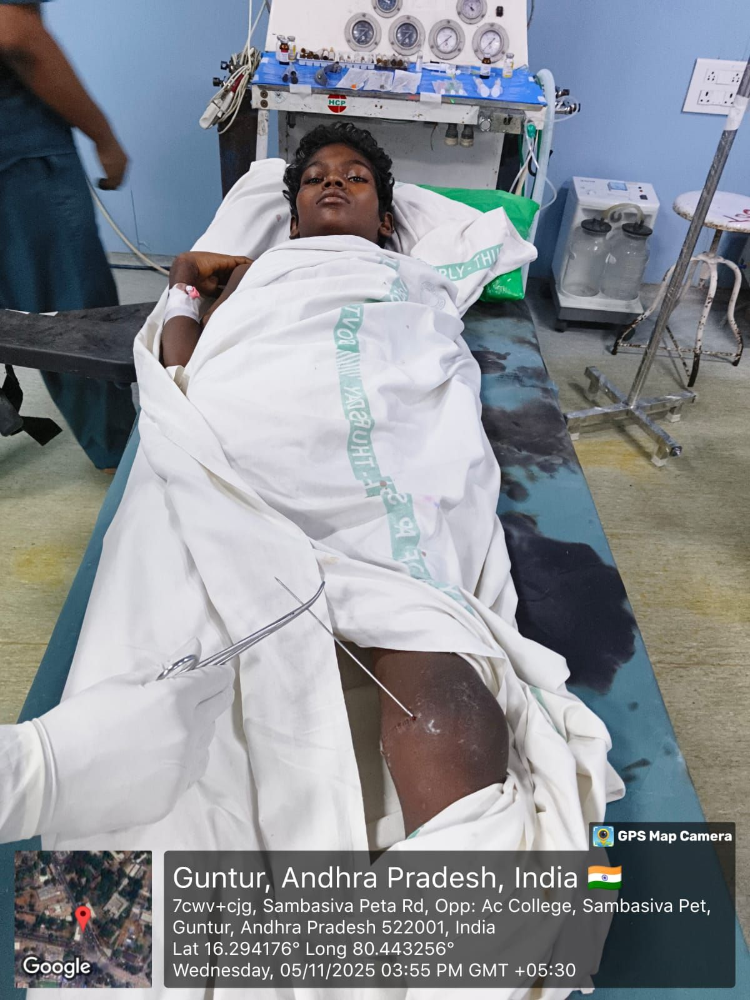 HCP
PLY - THU
GPS Map Camera
Guntur, Andhra Pradesh, India
7cwv+cjg, Sambasiva Peta Rd, Opp: Ac College, Sambasiva Pet,
Guntur, Andhra Pradesh 522001, India
Lat 16.294176° Long 80.443256°
Wednesday, 05/11/2025 03:55 PM GMT +05:30
Google